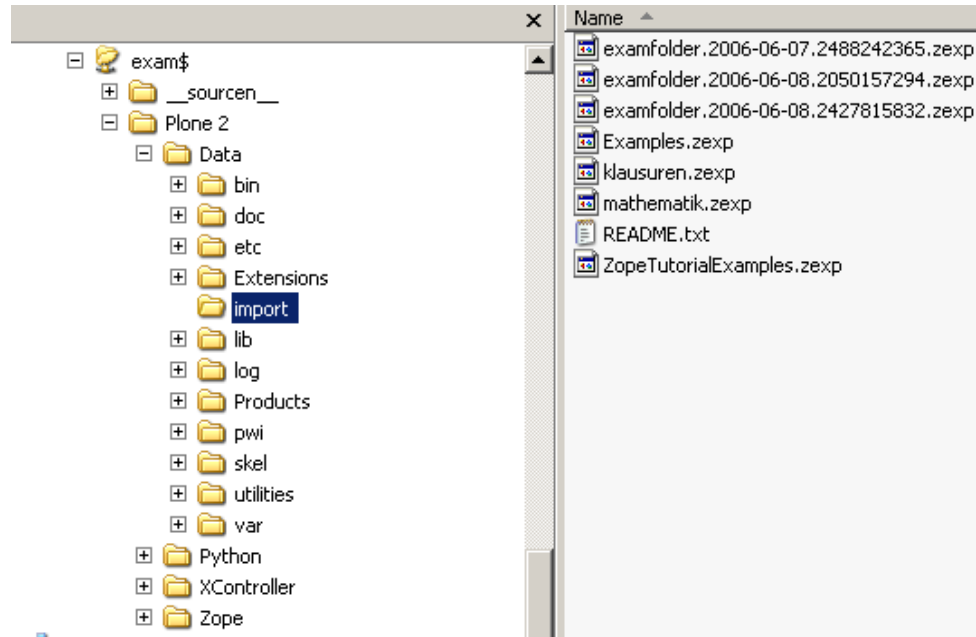 exam$
__sourcen__
Plone 2
Data
bin
doc
etc
Extensions
import
lib
log
Products
pwi
skel
utilities
var
Python
XController
Zope
Name
examfolder.2006-06-07.2488242365.zexp
examfolder.2006-06-08.2050157294.zexp
examfolder.2006-06-08.2427815832.zexp
Examples.zexp
klausuren.zexp
mathematik.zexp
README.txt
ZopeTutorialExamples.zexp